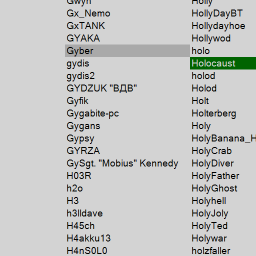 Gwyn
Gx_Nemo
GxTANK
GYAKA
Gyber
gydis
gydis2
GYDZUK "ВДВ"
Gyfik
Gygabite-pc
Gygans
Gypsy
GYRZA
GySgt. "Mobius" Kennedy
H03R
h2o
H3
h3lldave
H45ch
H4akku13
H4nS0L0
Holly
HollyDayBT
Hollydayhoe
Hollywod
holo
Holocaust
holod
Holod
Holt
Holterberg
Holy
HolyBanana_H
HolyCrab
HolyDiver
HolyFather
HolyGhost
Holyhell
HolyJoly
HolyTed
Holywar
holzfaller